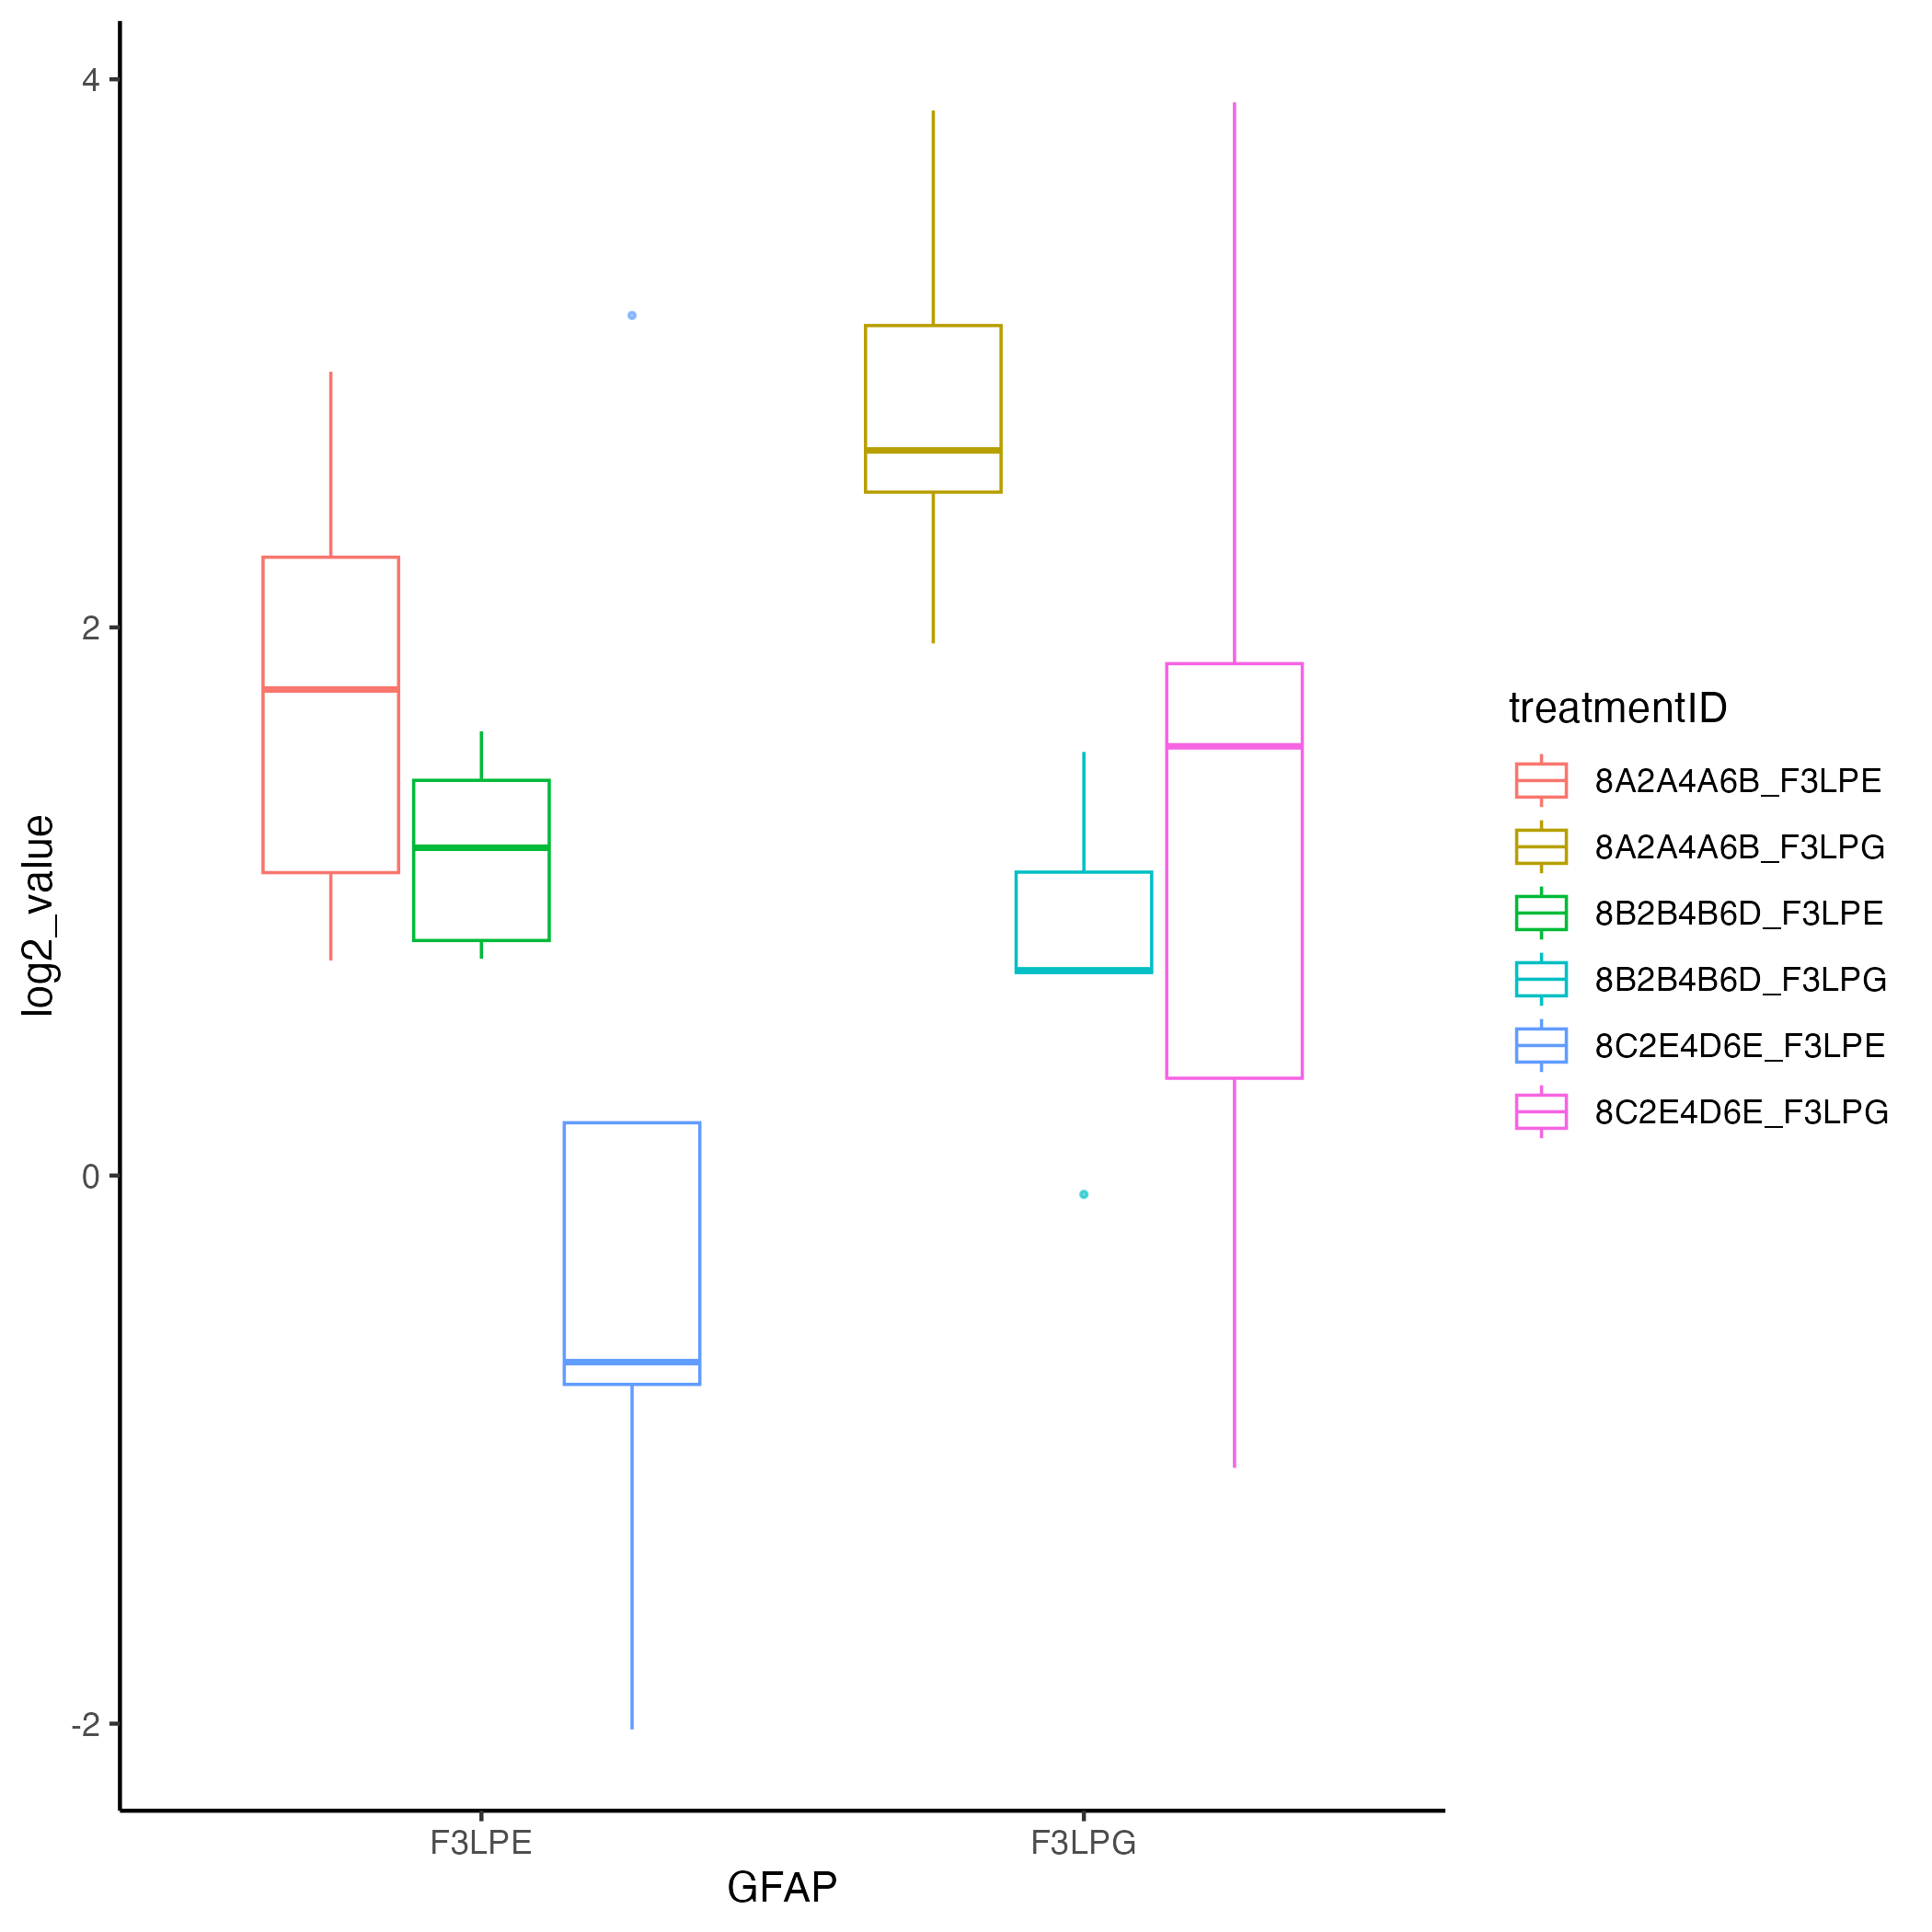 4
2
0
-2
log2_value
F3LPE
F3LPG
GFAP
treatmentID
8A2A4A6B_F3LPE
8A2A4A6B_F3LPG
8B2B4B6D_F3LPE
8B2B4B6D_F3LPG
8C2E4D6E_F3LPE
8C2E4D6E_F3LPG